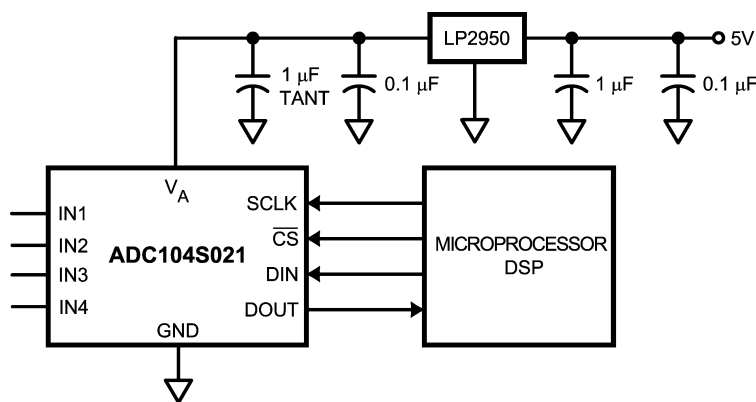 LP2950
5V
1 µF
TANT
0.1 µF
1 µF
0.1 µF
VA
IN1
IN2
IN3
IN4
ADC104S021
SCLK
CS
DIN
DOUT
GND
MICROPROCESSOR
DSP